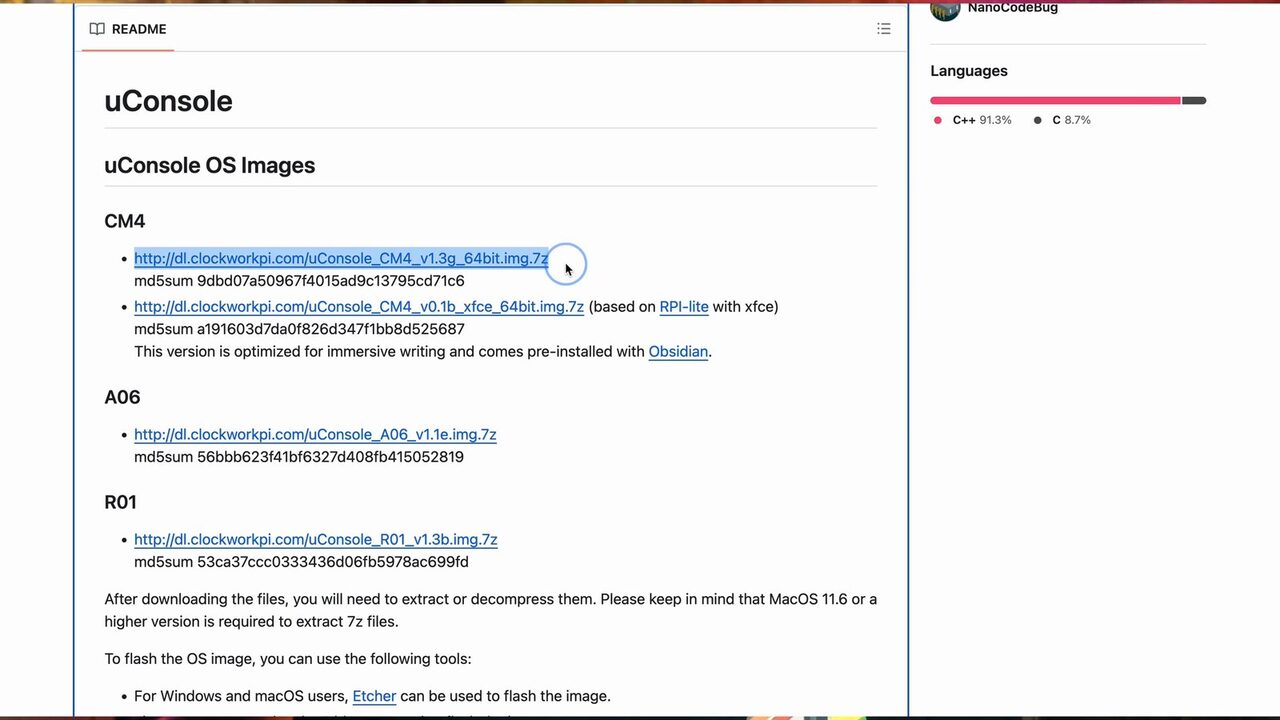 NanoCodeBug
README
Languages
C++ 91.3% C 8.7%
uConsole
uConsole OS Images
CM4
http://dl.clockworkpi.com/uConsole_CM4_v1.3g_64bit.img.7z
md5sum 9dbd07a50967f4015ad9c13795cd71c6
http://dl.clockworkpi.com/uConsole_CM4_v0.1b_xfce_64bit.img.7z (based on RPI-lite with xfce)
md5sum a191603d7da0f826d347f1bb8d525687
This version is optimized for immersive writing and comes pre-installed with Obsidian.
A06
http://dl.clockworkpi.com/uConsole_A06_v1.1e.img.7z
md5sum 56bbb623f41bf6327d408fb415052819
R01
http://dl.clockworkpi.com/uConsole_R01_v1.3b.img.7z
md5sum 53ca37ccc0333436d06fb5978ac699fd
After downloading the files, you will need to extract or decompress them. Please keep in mind that MacOS 11.6 or a
higher version is required to extract 7z files.
To flash the OS image, you can use the following tools:
For Windows and macOS users, Etcher can be used to flash the image.